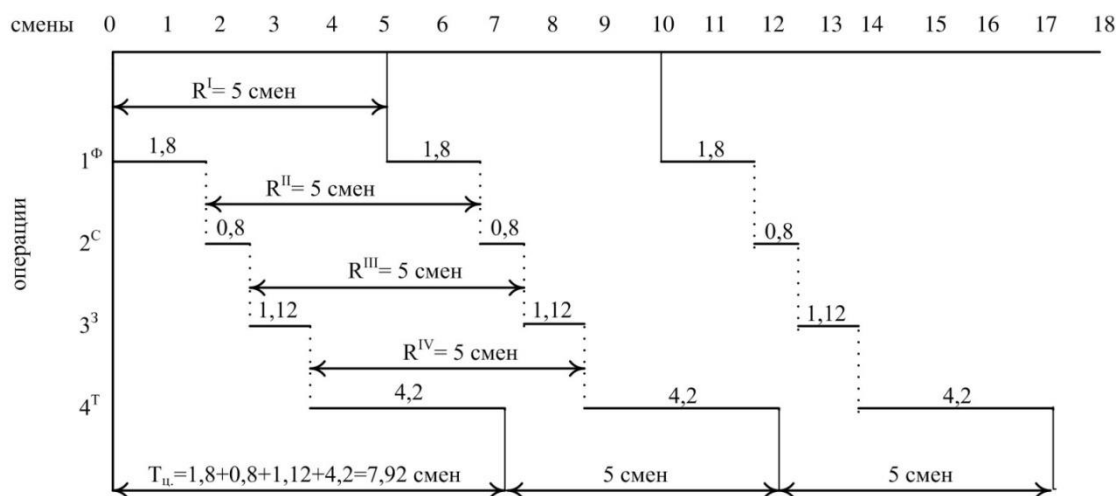 смены 0 1 2 3 4 5 6 7 8 9 10 11 12 13 14 15 16 17 18
R^I= 5 смен
1^Ф 1,8 1,8 1,8
R^II= 5 смен
2^С 0,8 0,8 0,8
R^III= 5 смен
3^З 1,12 1,12 1,12
R^IV= 5 смен
4^Т 4,2 4,2 4,2
Т_ц.=1,8+0,8+1,12+4,2=7,92 смен 5 смен 5 смен
операции